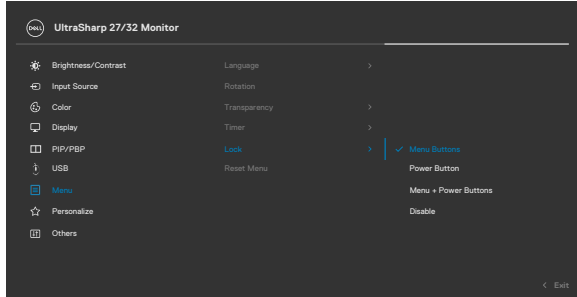 DELL UltraSharp 27/32 Monitor
Brightness/Contrast
Input Source
Color
Display
PIP/PBP
USB
Menu
Personalize
Others
Language
Rotation
Transparency
Timer
Lock
Reset Menu
Menu Buttons
Power Button
Menu + Power Buttons
Disable
Exit